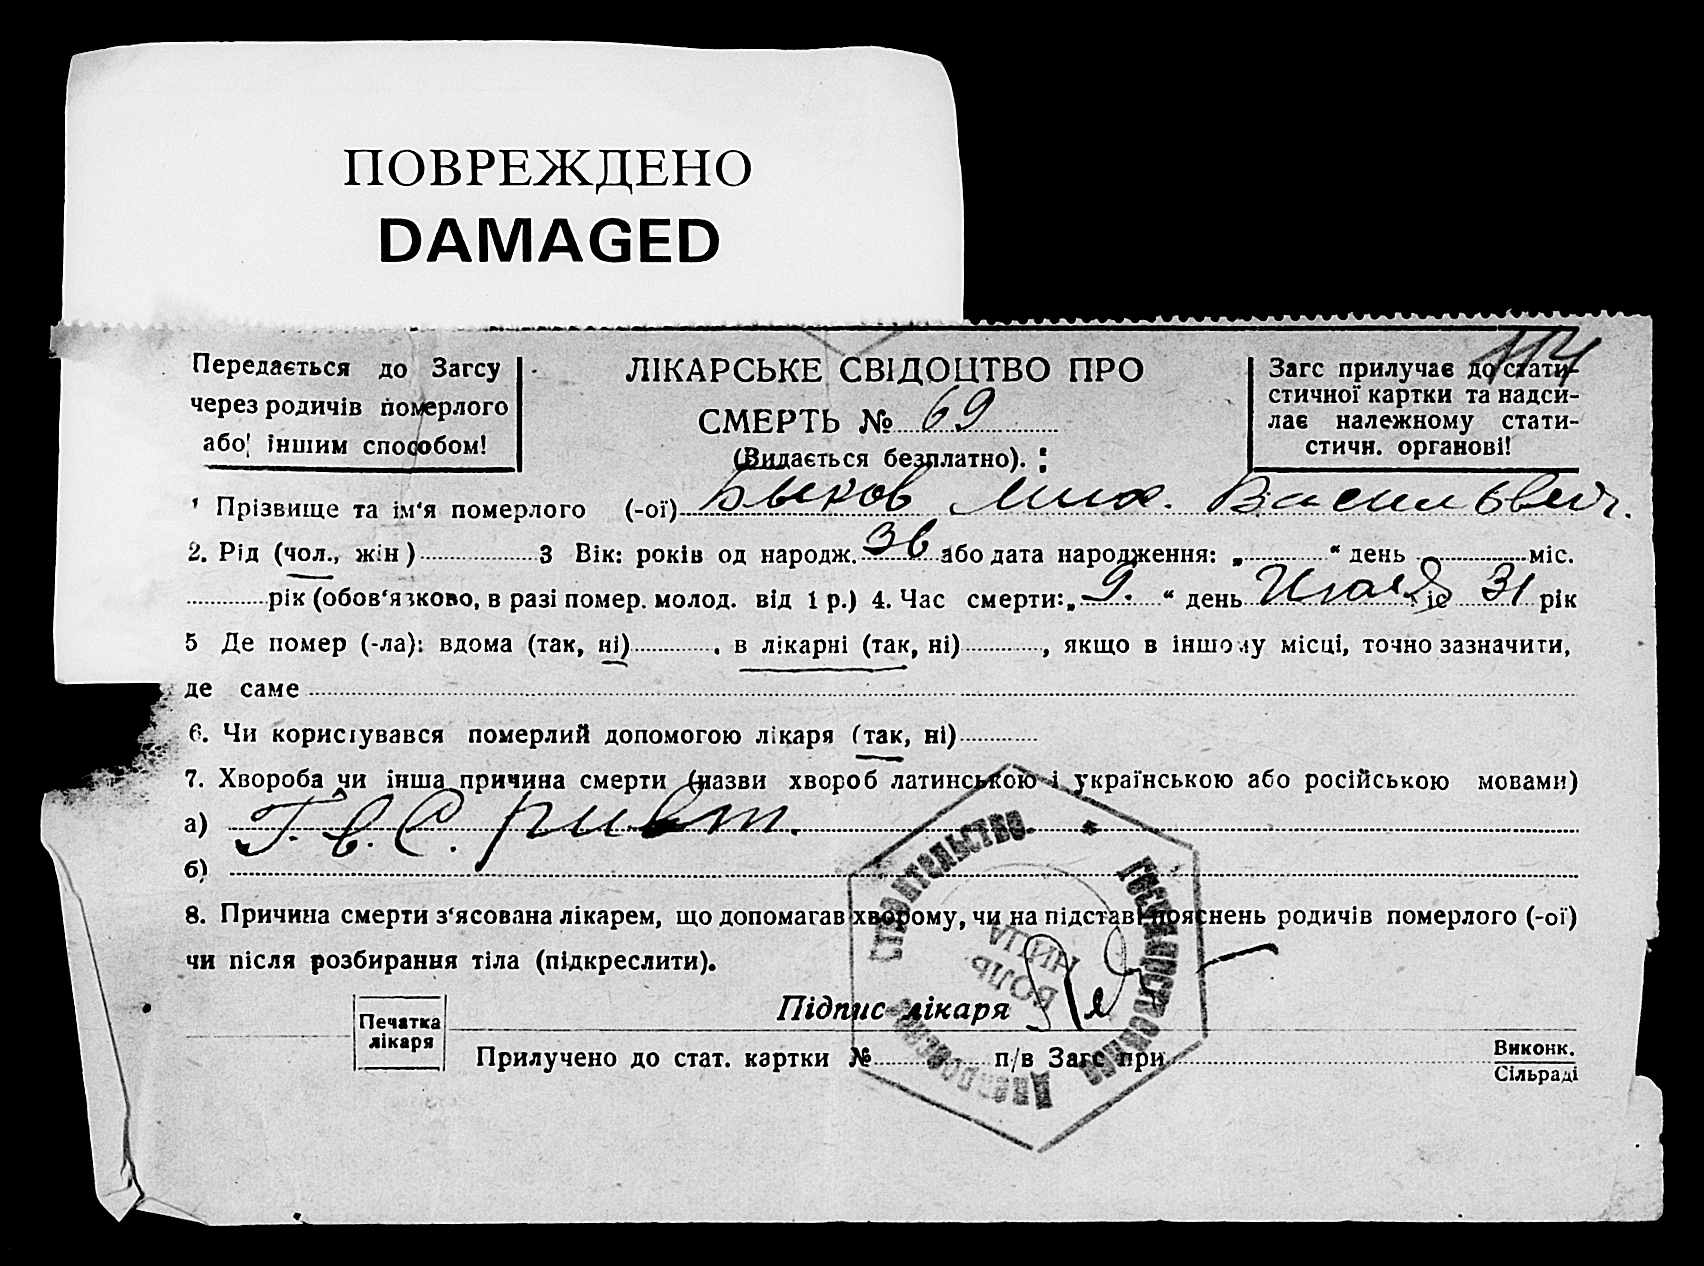 ПОВРЕЖДЕНО
DAMAGED
114
Передається до Загсу
через родичів померлого
або іншим способом!
ЛІКАРСЬКЕ СВІДОЦТВО ПРО
СМЕРТЬ № 69
(Видається безплатно).
Загс прилучає до стати-
стичної картки та надси-
лає належному стати-
стичн. органові!
1 Прізвище та ім'я померлого (-ої) Быков Мих. Васильевич.
2. Рід (чол., жін) 3 Вік: років од народж. 36 або дата народження: „ “ день міс.
рік (обов'язково, в разі помер. молод. від 1 р.) 4. Час смерти: „ 9. “ день Июля міс 31 рік
5 Де помер (-ла): вдома (так, ні) , в лікарні (так, ні) , якщо в іншому місці, точно зазначити,
де саме
6. Чи користувався померлий допомогою лікаря (так, ні)
7. Хвороба чи інша причина смерти (назви хвороб латинською і українською або російською мовами)
а)
б)
8. Причина смерти з'ясована лікарем, що допомагав хворому, чи на підставі пояснень родичів померлого (-ої)
чи після розбирання тіла (підкреслити).
Підпис лікаря
Печатка
лікаря
Прилучено до стат. картки № п/в Загс при
Виконк.
Сільраді
СТРОИТЕЛЬСТВО
БОЛЬ-
НИЦА